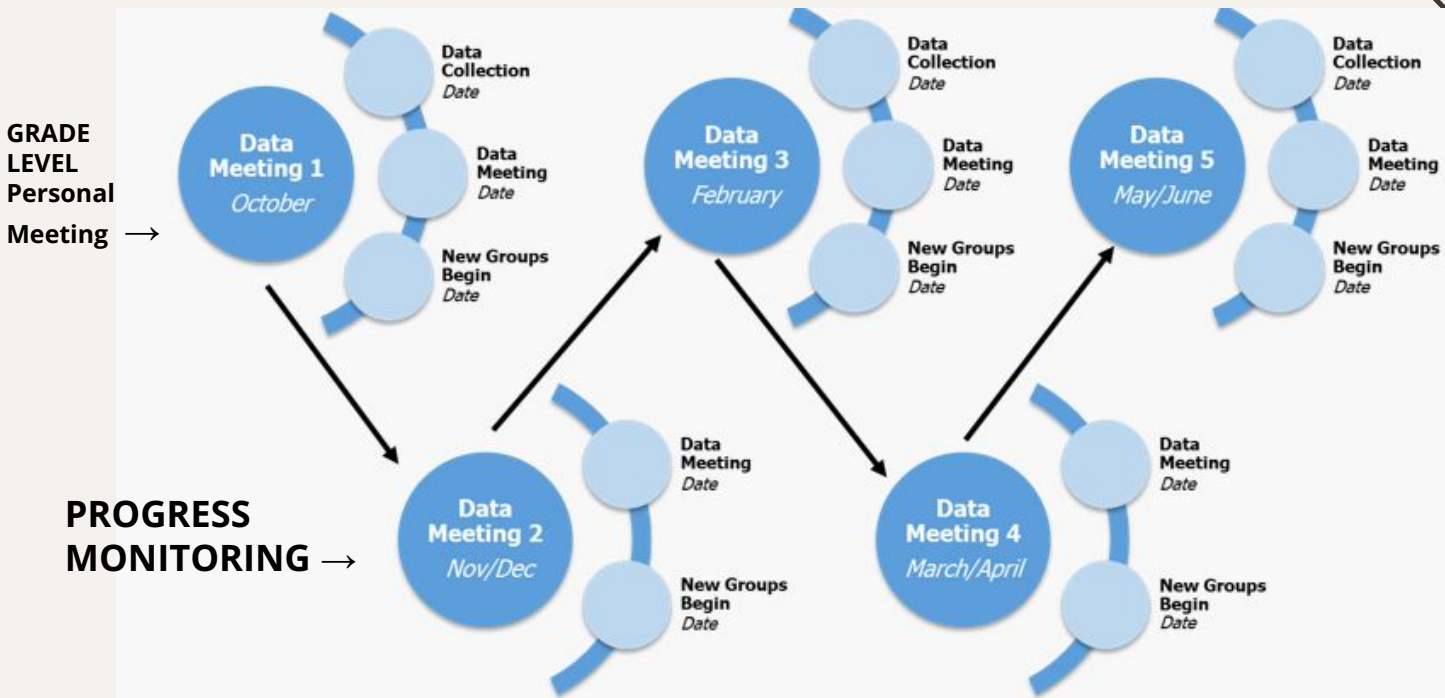 GRADE
LEVEL
Personal
Meeting →
Data
Meeting 1
October
Data
Collection
Date
Data
Meeting
Date
New Groups
Begin
Date
Data
Meeting 3
February
Data
Collection
Date
Data
Meeting
Date
New Groups
Begin
Date
Data
Meeting 5
May/June
Data
Collection
Date
Data
Meeting
Date
New Groups
Begin
Date
PROGRESS
MONITORING →
Data
Meeting 2
Nov/Dec
Data
Meeting
Date
New Groups
Begin
Date
Data
Meeting 4
March/April
Data
Meeting
Date
New Groups
Begin
Date